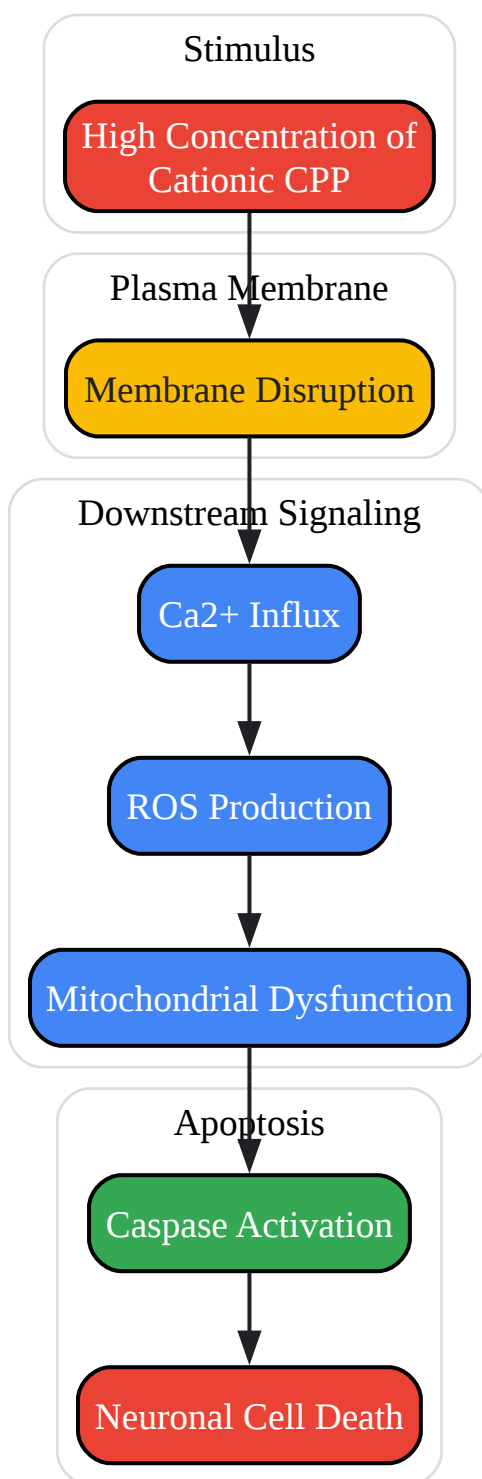 Stimulus
High Concentration of
Cationic CPP
Plasma Membrane
Membrane Disruption
Downstream Signaling
Ca2+ Influx
ROS Production
Mitochondrial Dysfunction
Apoptosis
Caspase Activation
Neuronal Cell Death